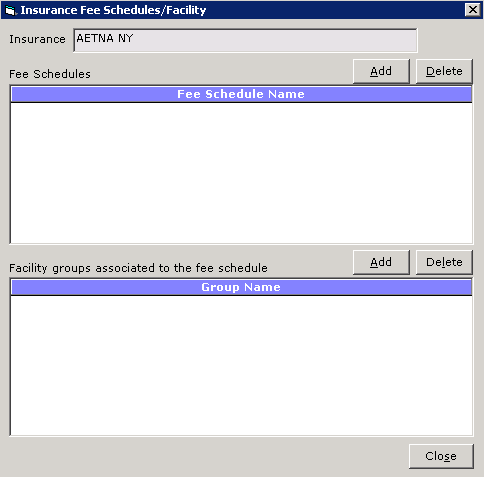 Insurance Fee Schedules/Facility
Insurance AETNA NY
Fee Schedules Add Delete
Fee Schedule Name
Facility groups associated to the fee schedule Add Delete
Group Name
Close